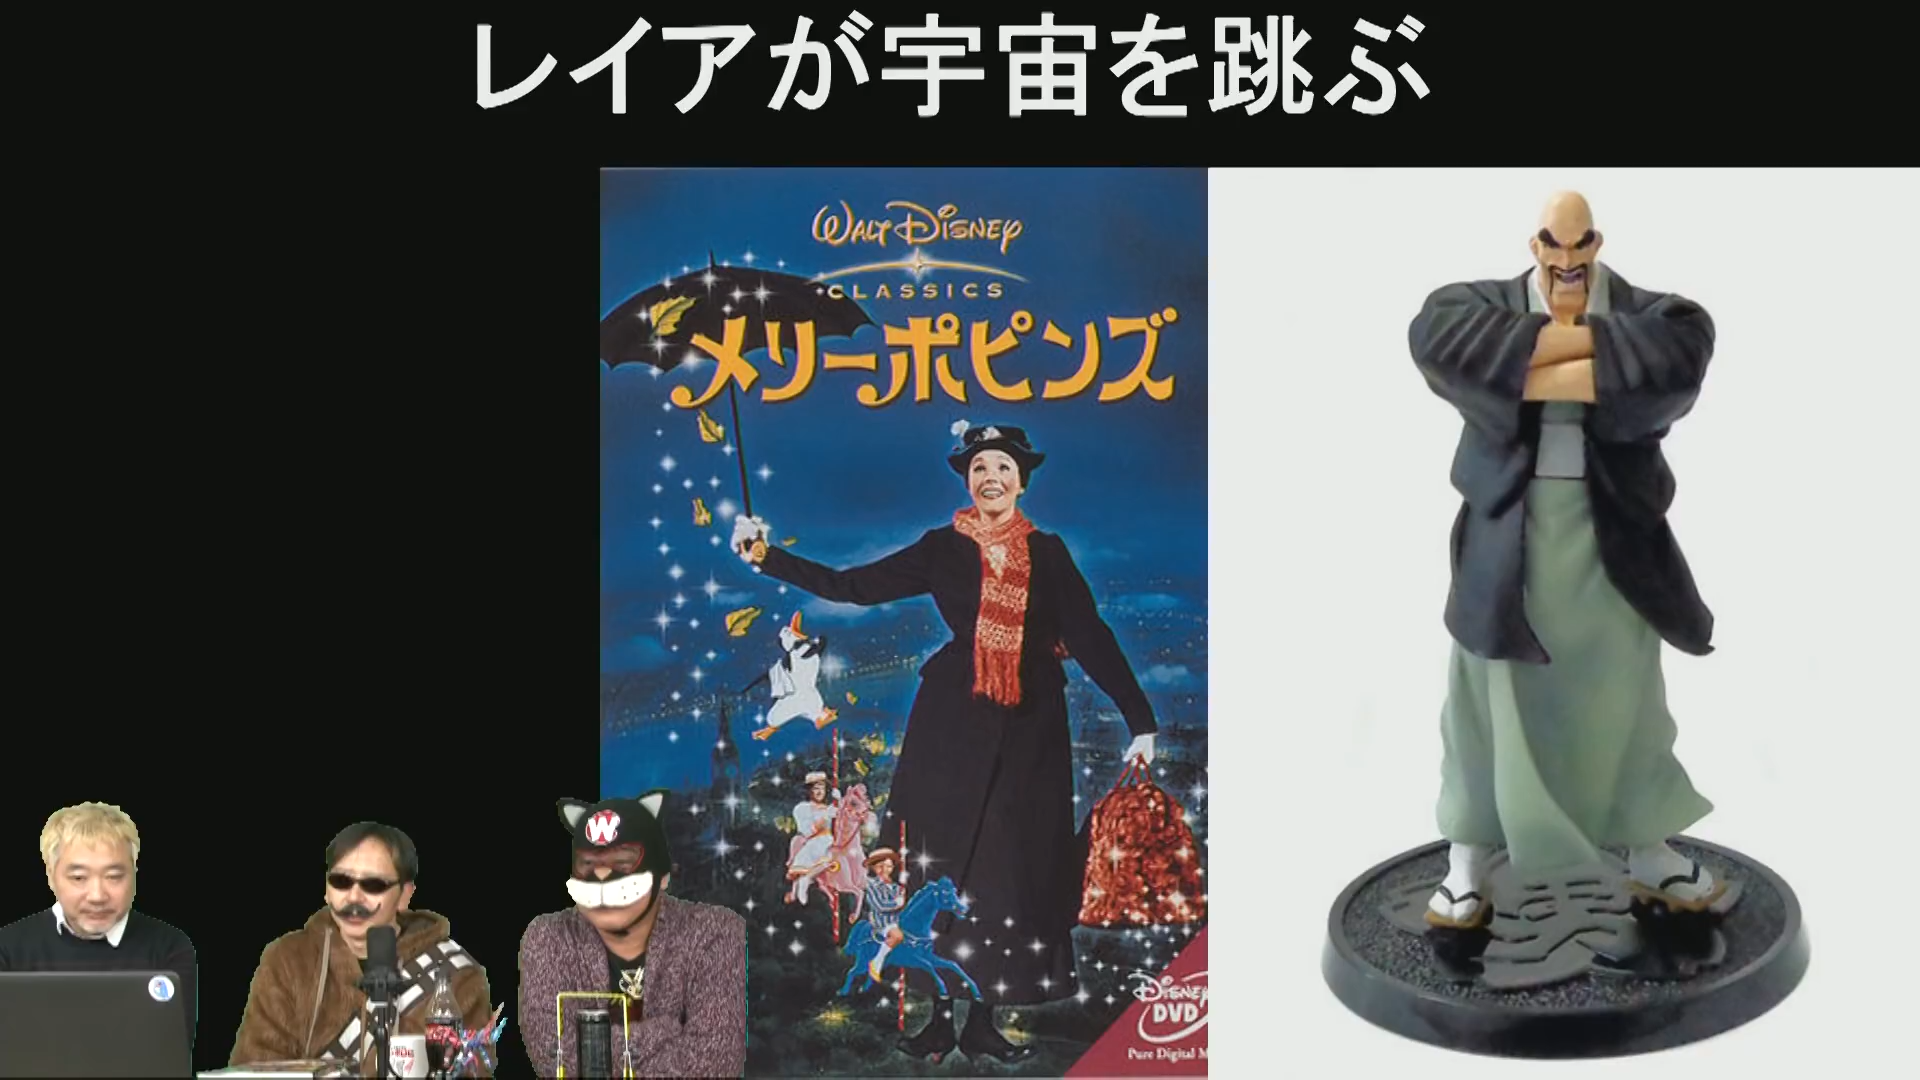 レイアが宇宙を跳ぶ
WALT DISNEY
CLASSICS
メリーポピンズ
W
DISNEY
DVD
Pure Digital M